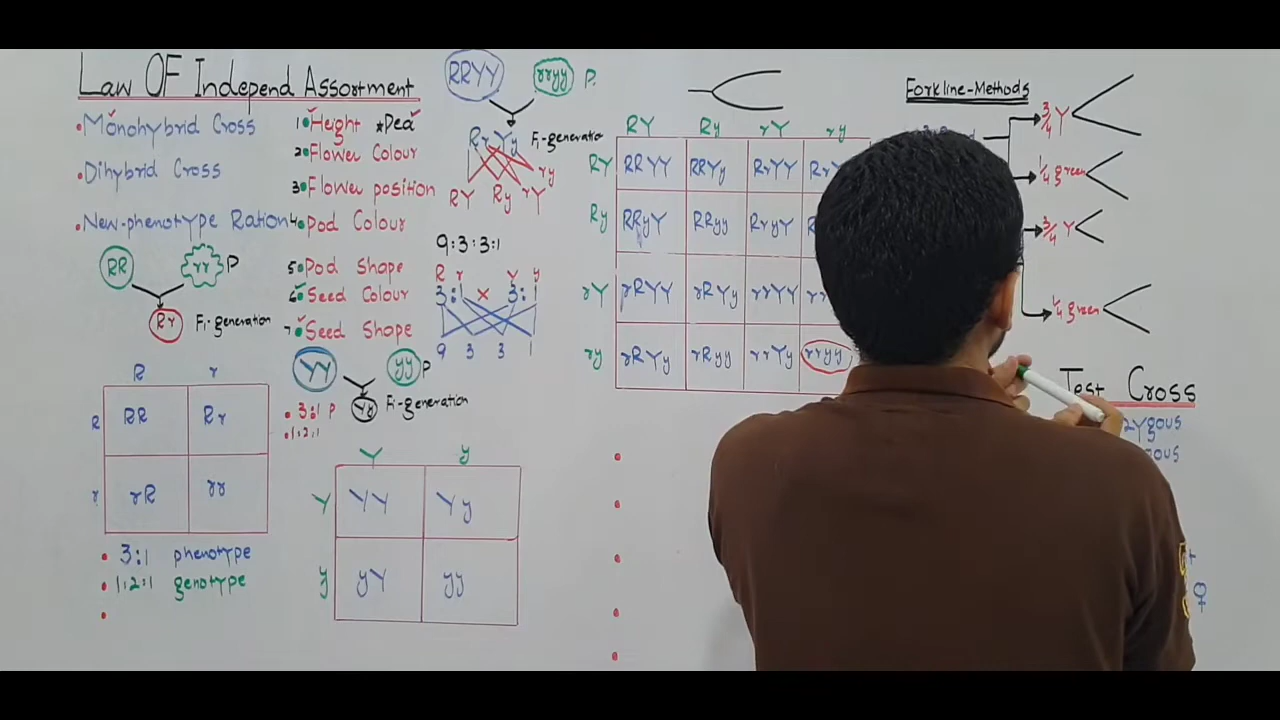 Law OF Independ Assortment
•Monohybrid Cross
•Dihybrid Cross
•New-phenotype Ration
1•Height *Pea
2•Flower Colour
3•Flower position
4•Pod Colour
5•Pod Shape
6•Seed Colour
7•Seed Shape
RR rr P
Rr F₁-generation
R r
R RR Rr
r rR rr
• 3:1 phenotype
• 1:2:1 genotype
RRYY rryy P.
RrYy F₁-generation
RY Ry rY ry
9:3:3:1
R r Y y
3:1 × 3:1
9 3 3 1
YY yy P
Yy F₁-generation
• 3:1 P
•1:2:1
Y y
Y YY Yy
y yY yy
RY Ry rY ry
RY RRYY RRYy RrYY
Ry RRyY RRyy RryY
rY rRYY rRYy rrYY
ry rRYy rRyy rrYy rryy
Forkline-Methods
3/4 Y
1/4 green
3/4 Y
1/4 green
Test Cross